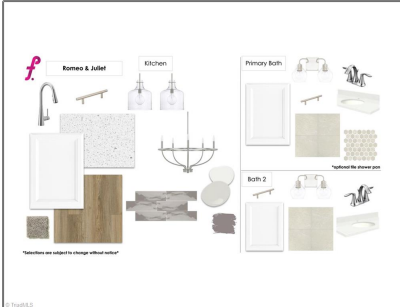 f.
Romeo & Juliet
Kitchen
Primary Bath
*optional tile shower pan
Bath 2
*Selections are subject to change without notice*
© TriadMLS